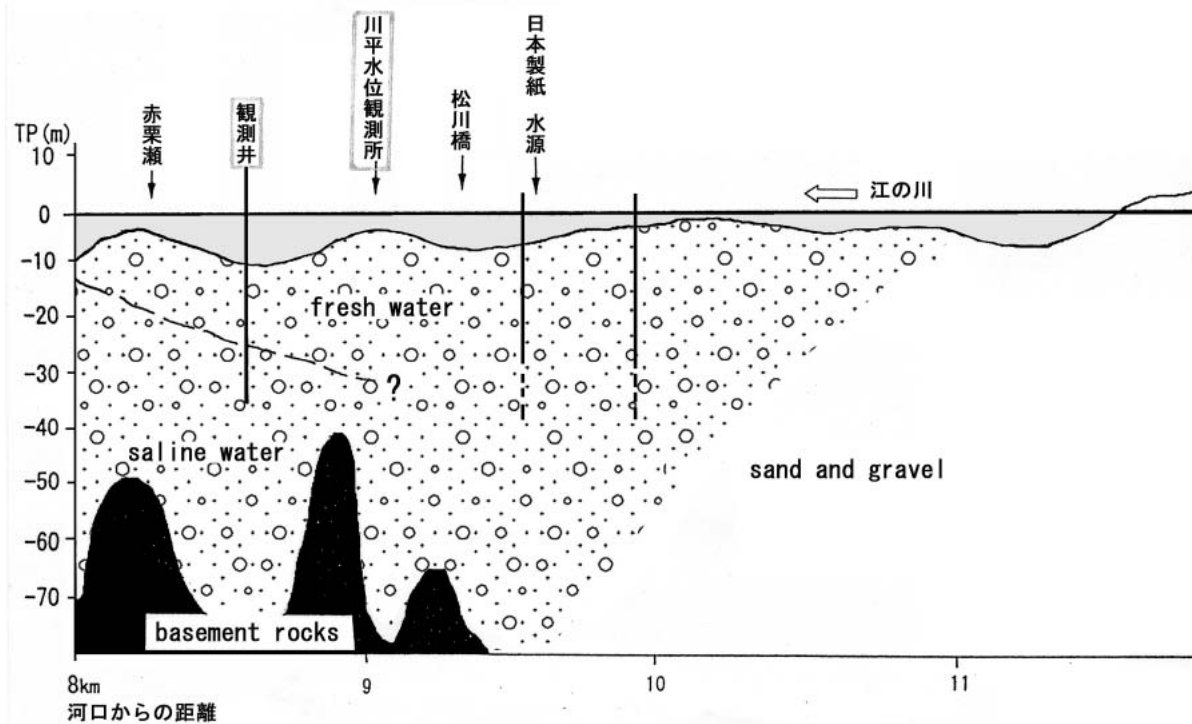 赤栗瀬
観測井
川平水位観測所
松川橋
日本製紙 水源
TP(m)
10
0
-10
-20
-30
-40
-50
-60
-70
江の川
fresh water
?
saline water
sand and gravel
basement rocks
8km
9
10
11
河口からの距離